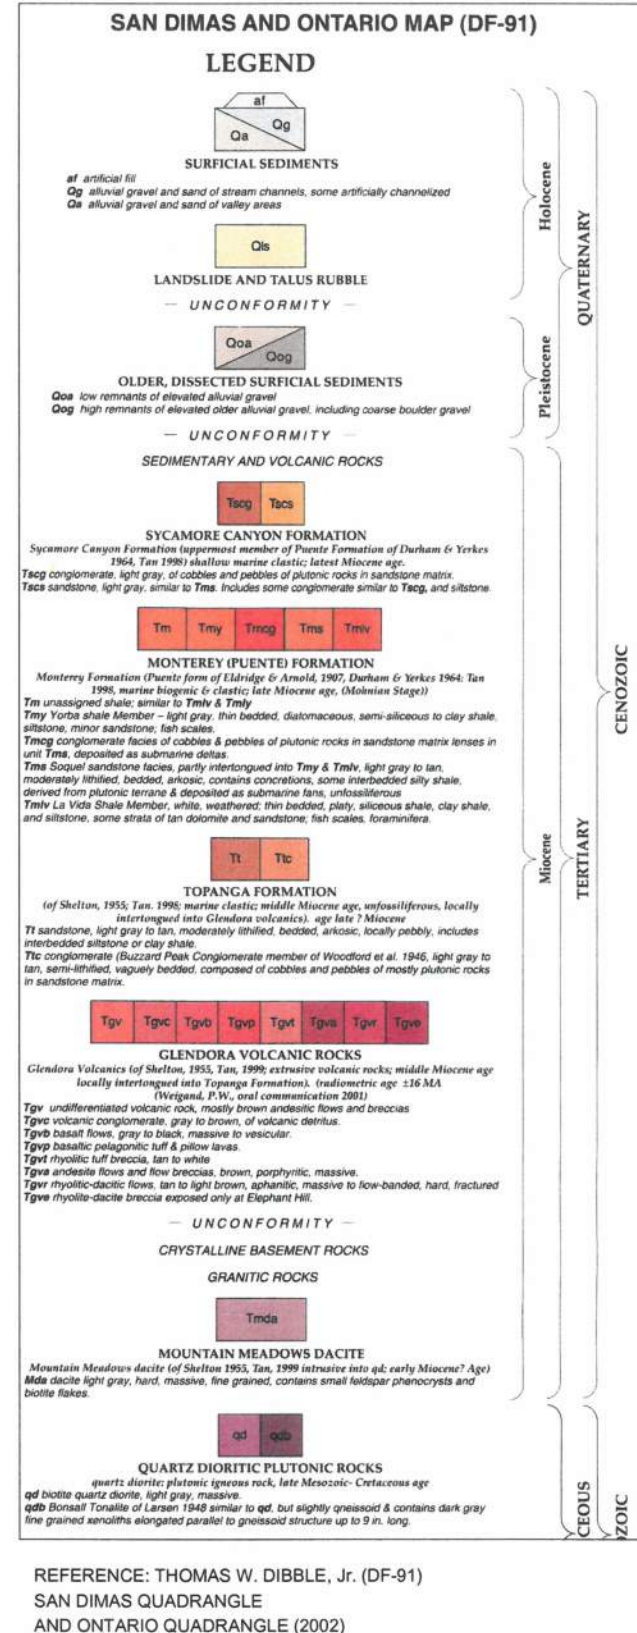 SAN DIMAS AND ONTARIO MAP (DF-91)
LEGEND
af
Qa
Qg
SURFICIAL SEDIMENTS
af artificial fill
Qg alluvial gravel and sand of stream channels, some artificially channelized
Qa alluvial gravel and sand of valley areas
Qls
LANDSLIDE AND TALUS RUBBLE
— UNCONFORMITY —
Qoa
Qog
OLDER, DISSECTED SURFICIAL SEDIMENTS
Qoa low remnants of elevated alluvial gravel
Qog high remnants of elevated older alluvial gravel, including coarse boulder gravel
— UNCONFORMITY —
SEDIMENTARY AND VOLCANIC ROCKS
Tscg Tscs
SYCAMORE CANYON FORMATION
Sycamore Canyon Formation (uppermost member of Puente Formation of Durham & Yerkes
1964, Tan 1998) shallow marine clastic; latest Miocene age.
Tscg conglomerate, light gray, of cobbles and pebbles of plutonic rocks in sandstone matrix.
Tscs sandstone, light gray, similar to Tms. Includes some conglomerate similar to Tscg, and siltstone.
Tm Tmy Tmcg Tms Tmlv
MONTEREY (PUENTE) FORMATION
Monterey Formation (Puente form of Eldridge & Arnold, 1907, Durham & Yerkes 1964: Tan
1998, marine biogenic & clastic; late Miocene age, (Mohnian Stage))
Tm unassigned shale; similar to Tmlv & Tmly
Tmy Yorba shale Member – light gray, thin bedded, diatomaceous, semi-siliceous to clay shale,
siltstone, minor sandstone; fish scales.
Tmcg conglomerate facies of cobbles & pebbles of plutonic rocks in sandstone matrix lenses in
unit Tms, deposited as submarine deltas.
Tms Soquel sandstone facies, partly intertongued into Tmy & Tmlv, light gray to tan,
moderately lithified, bedded, arkosic, contains concretions, some interbedded silty shale,
derived from plutonic terrane & deposited as submarine fans, unfossiliferous
Tmlv La Vida Shale Member, white, weathered; thin bedded, platy, siliceous shale, clay shale,
and siltstone, some strata of tan dolomite and sandstone; fish scales, foraminifera.
Tt Ttc
TOPANGA FORMATION
(of Shelton, 1955; Tan. 1998; marine clastic; middle Miocene age, unfossiliferous, locally
intertongued into Glendora volcanics). age late ? Miocene
Tt sandstone, light gray to tan, moderately lithified, bedded, arkosic, locally pebbly, includes
interbedded siltstone or clay shale.
Ttc conglomerate (Buzzard Peak Conglomerate member of Woodford et al. 1946, light gray to
tan, semi-lithified, vaguely bedded, composed of cobbles and pebbles of mostly plutonic rocks
in sandstone matrix.
Tgv Tgvc Tgvb Tgvp Tgvt Tgva Tgvr Tgve
GLENDORA VOLCANIC ROCKS
Glendora Volcanics (of Shelton, 1955, Tan, 1999; extrusive volcanic rocks; middle Miocene age
locally intertongued into Topanga Formation). (radiometric age ±16 MA
(Weigand, P.W., oral communication 2001)
Tgv undifferentiated volcanic rock, mostly brown andesitic flows and breccias
Tgvc volcanic conglomerate, gray to brown, of volcanic detritus.
Tgvb basalt flows, gray to black, massive to vesicular.
Tgvp basaltic pelagonitic tuff & pillow lavas.
Tgvt rhyolitic tuff breccia, tan to white
Tgva andesite flows and flow breccias, brown, porphyritic, massive.
Tgvr rhyolitic-dacitic flows, tan to light brown, aphanitic, massive to flow-banded, hard, fractured
Tgve rhyolite-dacite breccia exposed only at Elephant Hill.
— UNCONFORMITY —
CRYSTALLINE BASEMENT ROCKS
GRANITIC ROCKS
Tmda
MOUNTAIN MEADOWS DACITE
Mountain Meadows dacite (of Shelton 1955, Tan, 1999 intrusive into qd; early Miocene? Age)
Mda dacite light gray, hard, massive, fine grained, contains small feldspar phenocrysts and
biotite flakes.
qd qdb
QUARTZ DIORITIC PLUTONIC ROCKS
quartz diorite; plutonic igneous rock, late Mesozoic- Cretaceous age
qd biotite quartz diorite, light gray, massive.
qdb Bonsall Tonalite of Larsen 1948 similar to qd, but slightly qneissoid & contains dark gray
fine grained xenoliths elongated parallel to gneissoid structure up to 9 in. long.
Holocene
Pleistocene
QUATERNARY
Miocene
TERTIARY
CENOZOIC
CEOUS
OZOIC
REFERENCE: THOMAS W. DIBBLE, Jr. (DF-91)
SAN DIMAS QUADRANGLE
AND ONTARIO QUADRANGLE (2002)